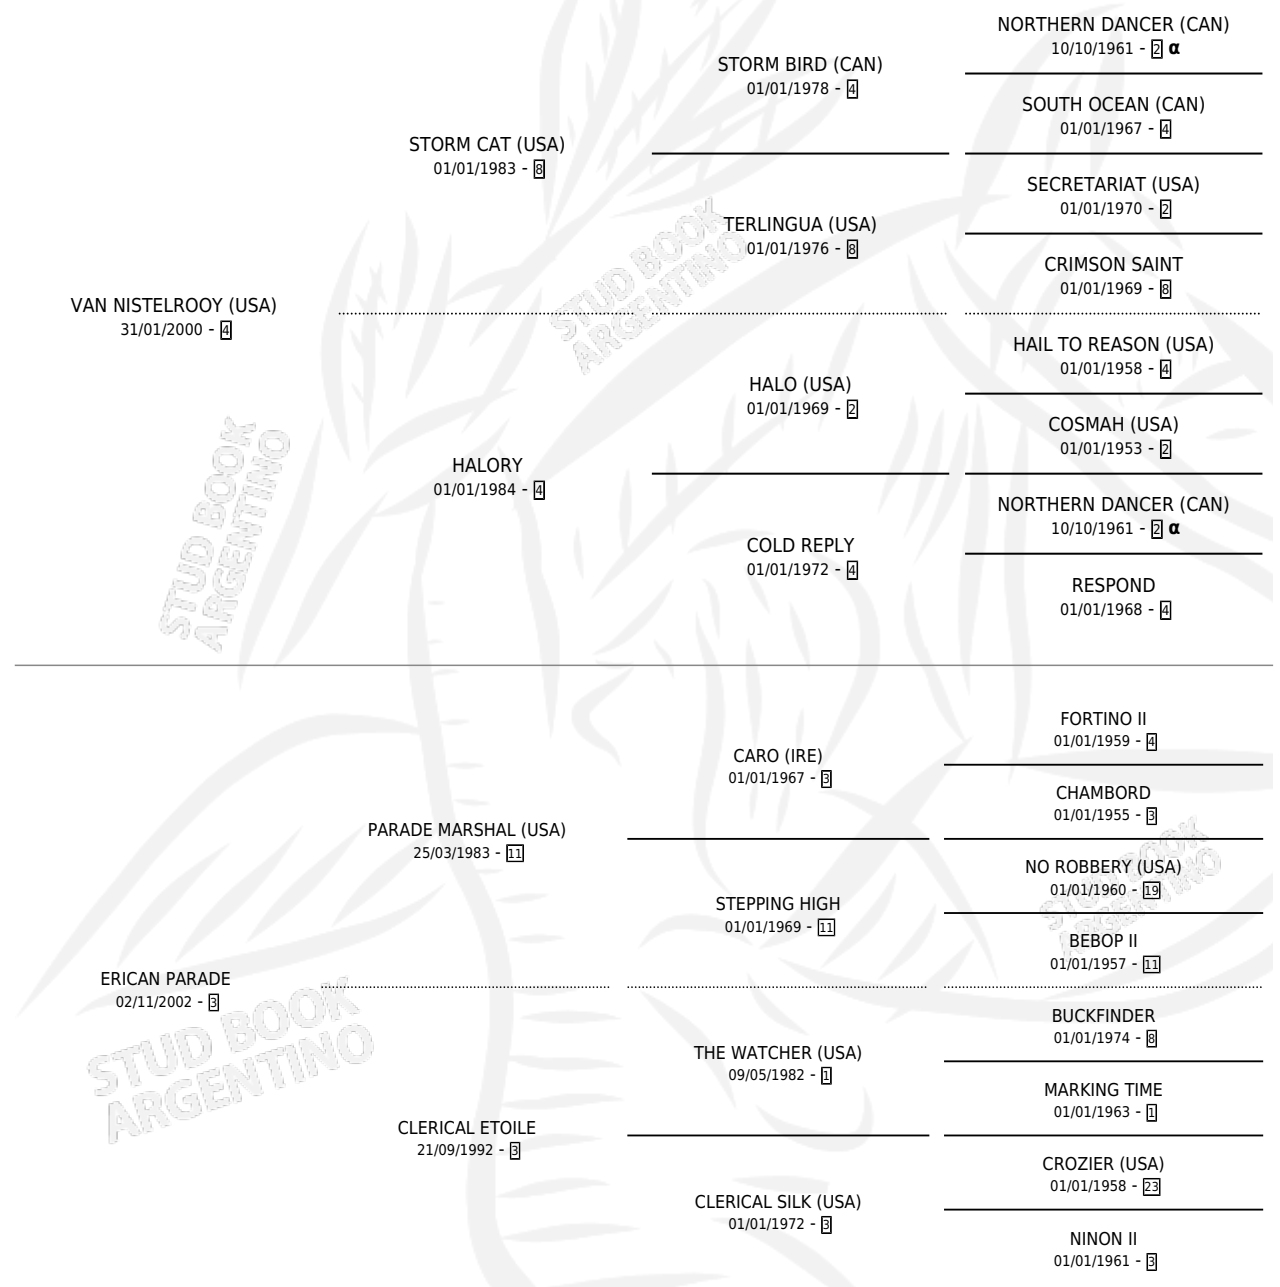 NORTHERN DANCER (CAN)
10/10/1961 - 2 α
STORM BIRD (CAN)
01/01/1978 - 4
SOUTH OCEAN (CAN)
01/01/1967 - 4
STORM CAT (USA)
01/01/1983 - 8
SECRETARIAT (USA)
01/01/1970 - 2
TERLINGUA (USA)
01/01/1976 - 8
CRIMSON SAINT
01/01/1969 - 8
VAN NISTELROOY (USA)
31/01/2000 - 4
HAIL TO REASON (USA)
01/01/1958 - 4
HALO (USA)
01/01/1969 - 2
COSMAH (USA)
01/01/1953 - 2
HALORY
01/01/1984 - 4
NORTHERN DANCER (CAN)
10/10/1961 - 2 α
COLD REPLY
01/01/1972 - 4
RESPOND
01/01/1968 - 4
FORTINO II
01/01/1959 - 4
CARO (IRE)
01/01/1967 - 3
CHAMBORD
01/01/1955 - 3
PARADE MARSHAL (USA)
25/03/1983 - 11
NO ROBBERY (USA)
01/01/1960 - 19
STEPPING HIGH
01/01/1969 - 11
BEBOP II
01/01/1957 - 11
ERICAN PARADE
02/11/2002 - 3
BUCKFINDER
01/01/1974 - 8
THE WATCHER (USA)
09/05/1982 - 1
MARKING TIME
01/01/1963 - 1
CLERICAL ETOILE
21/09/1992 - 3
CROZIER (USA)
01/01/1958 - 23
CLERICAL SILK (USA)
01/01/1972 - 3
NINON II
01/01/1961 - 3
STUD BOOK
ARGENTINO
STUD BOOK
ARGENTINO
STUD BOOK
ARGENTINO
STUD BOOK
ARGENTINO